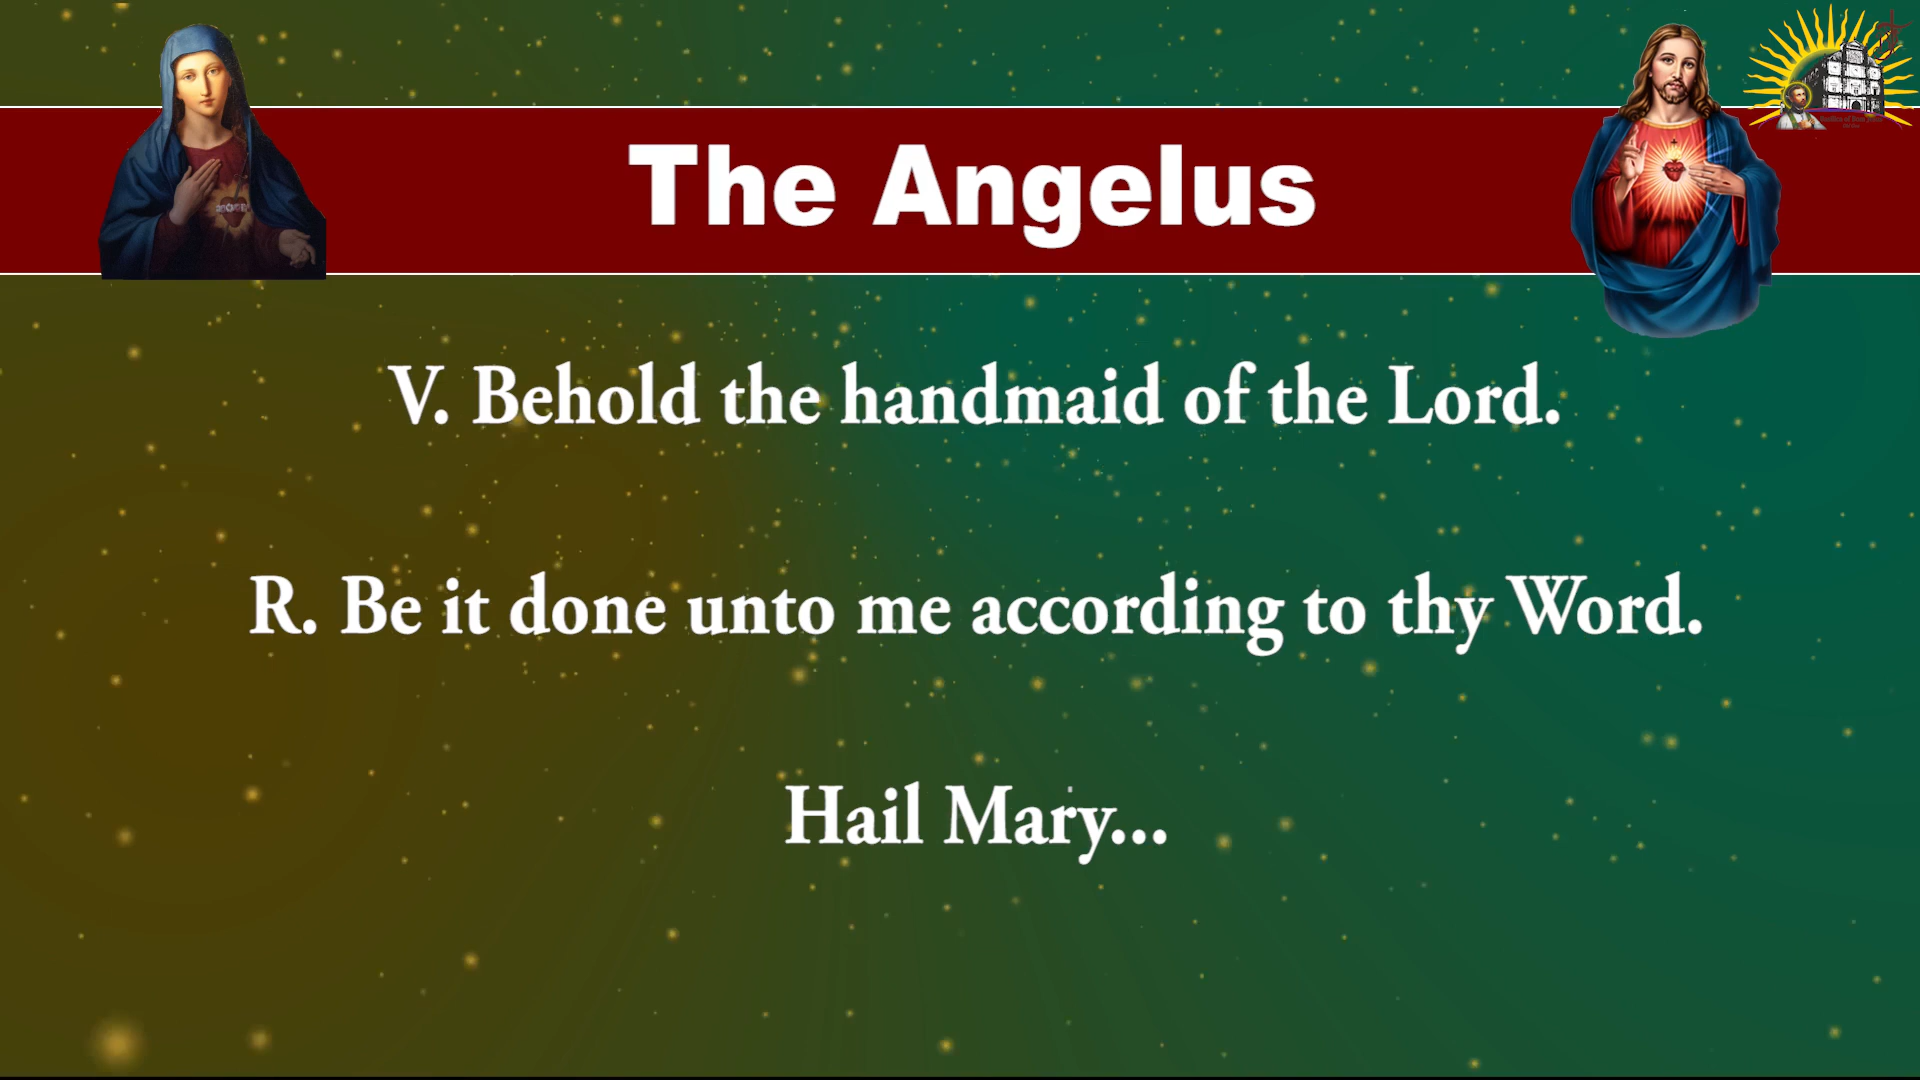 The Angelus
V. Behold the handmaid of the Lord.
R. Be it done unto me according to thy Word.
Hail Mary...